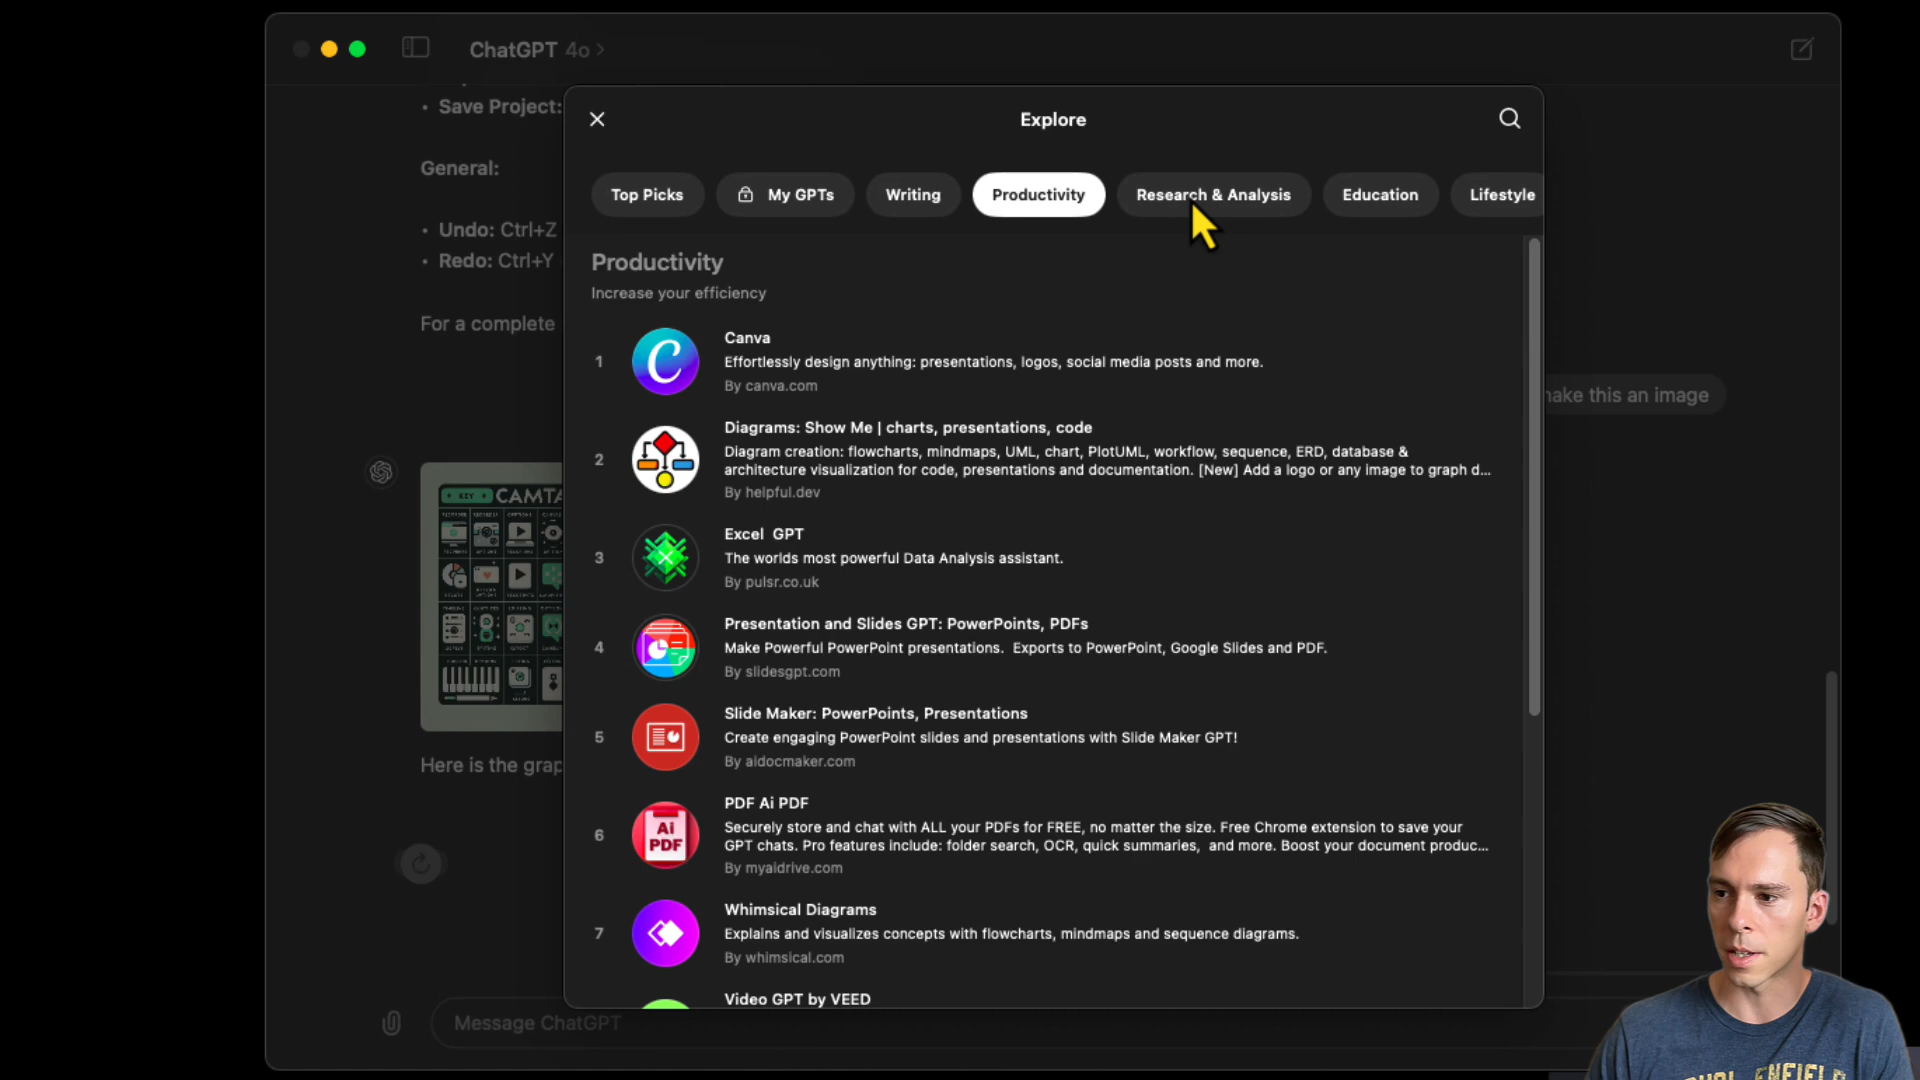 ChatGPT 4o >
• Save Project:
General:
• Undo: Ctrl+Z
• Redo: Ctrl+Y
For a complete
make this an image
KEY CAMTA
Here is the grap
Message ChatGPT
Explore
Top Picks
My GPTs
Writing
Productivity
Research & Analysis
Education
Lifestyle
Productivity
Increase your efficiency
1
Canva
Effortlessly design anything: presentations, logos, social media posts and more.
By canva.com
2
Diagrams: Show Me | charts, presentations, code
Diagram creation: flowcharts, mindmaps, UML, chart, PlotUML, workflow, sequence, ERD, database &
architecture visualization for code, presentations and documentation. [New] Add a logo or any image to graph d...
By helpful.dev
3
Excel GPT
The worlds most powerful Data Analysis assistant.
By pulsr.co.uk
4
Presentation and Slides GPT: PowerPoints, PDFs
Make Powerful PowerPoint presentations. Exports to PowerPoint, Google Slides and PDF.
By slidesgpt.com
5
Slide Maker: PowerPoints, Presentations
Create engaging PowerPoint slides and presentations with Slide Maker GPT!
By aidocmaker.com
6
Ai
PDF
PDF Ai PDF
Securely store and chat with ALL your PDFs for FREE, no matter the size. Free Chrome extension to save your
GPT chats. Pro features include: folder search, OCR, quick summaries, and more. Boost your document produc...
By myaidrive.com
7
Whimsical Diagrams
Explains and visualizes concepts with flowcharts, mindmaps and sequence diagrams.
By whimsical.com
Video GPT by VEED